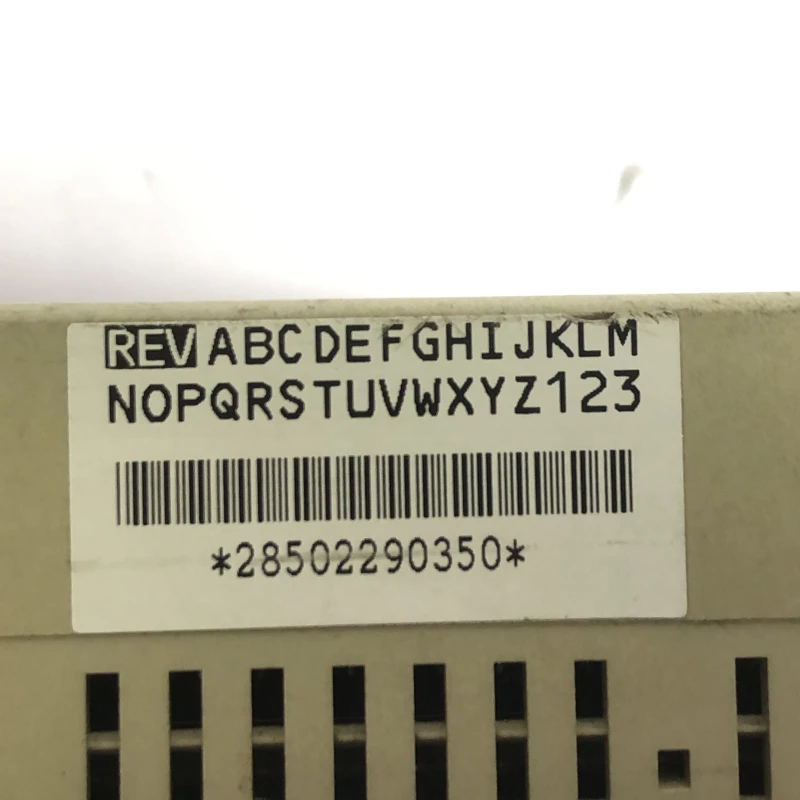 REV ABCDEFGHIJKLM
NOPQRSTUVWXYZ123
*28502290350*